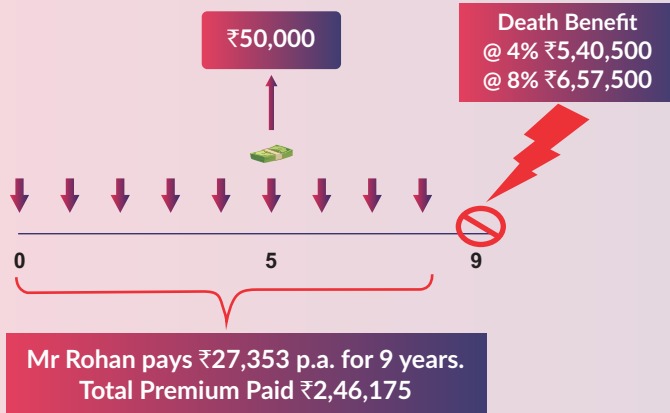 ₹50,000
Death Benefit
@ 4% ₹5,40,500
@ 8% ₹6,57,500
0
5
9
Mr Rohan pays ₹27,353 p.a. for 9 years.
Total Premium Paid ₹2,46,175